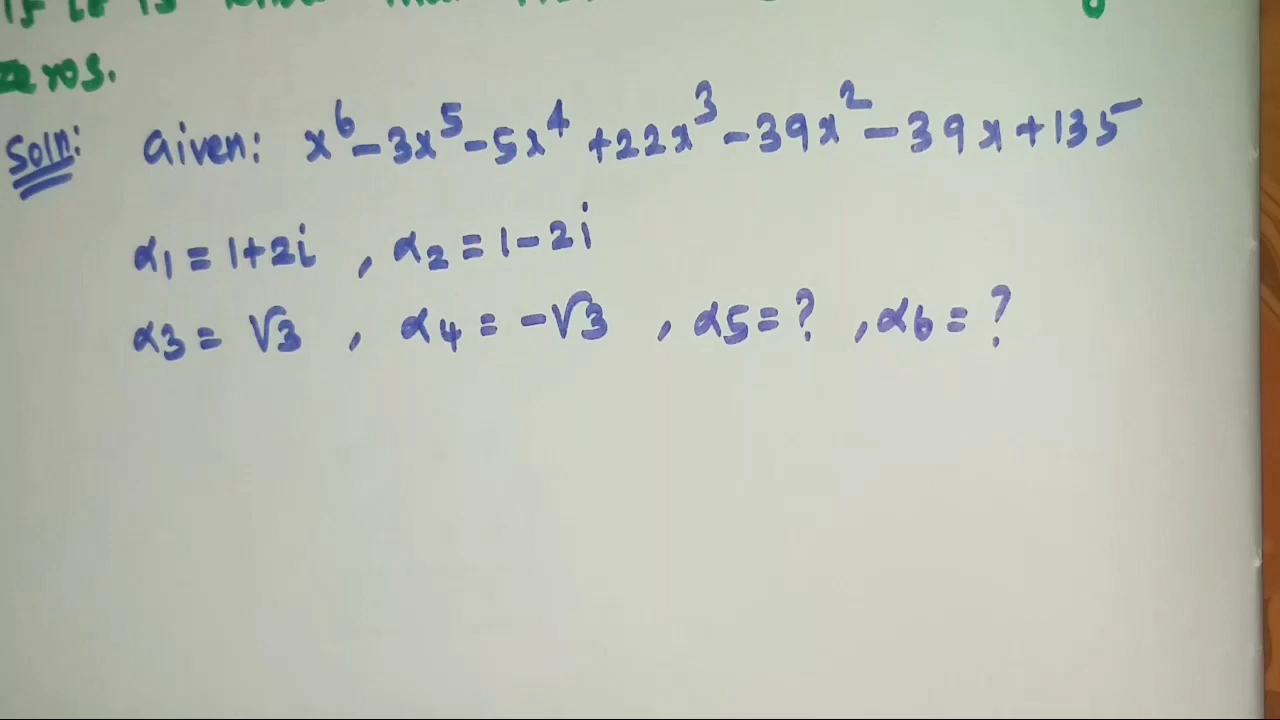 zeros.
Soln: Given: x⁶-3x⁵-5x⁴+22x³-39x²-39x+135
α₁ = 1+2i , α₂ = 1-2i
α₃ = √3 , α₄ = -√3 , α₅ = ? , α₆ = ?